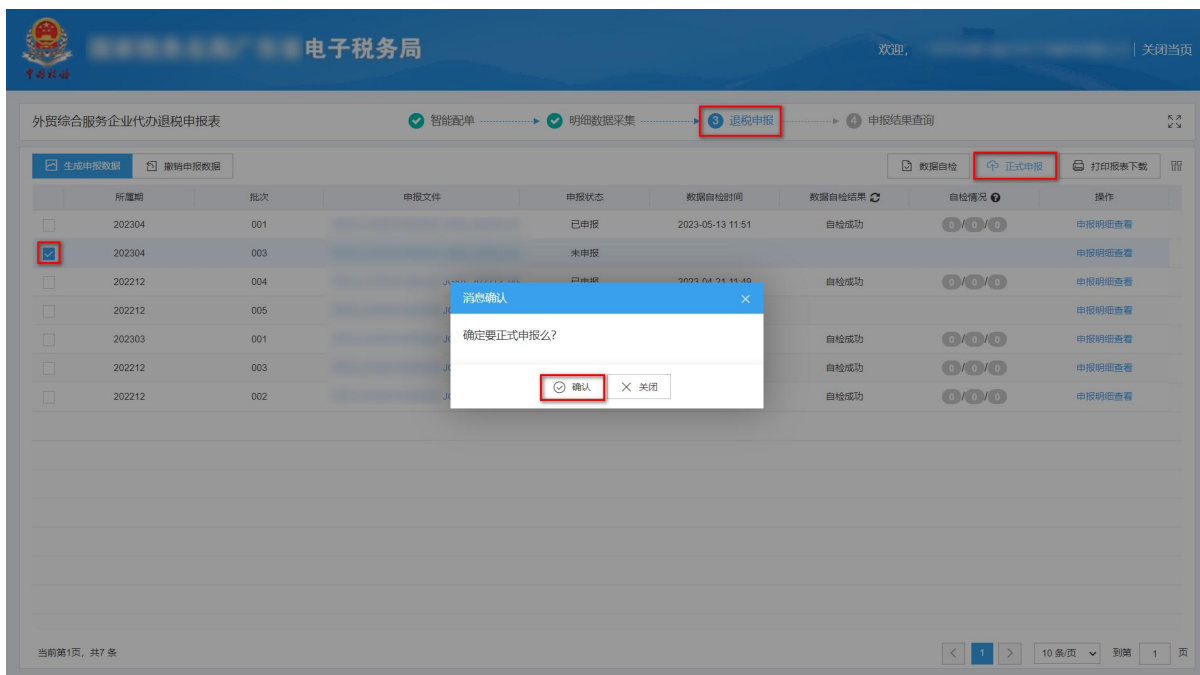 电子税务局
欢迎,
| 关闭当页
中国税务
外贸综合服务企业代办退税申报表
智能配单
明细数据采集
3 退税申报
4 申报结果查询
生成申报数据 撤销申报数据 数据自检 正式申报 打印报表下载
所属期 批次 申报文件 申报状态 数据自检时间 数据自检结果 自检情况 操作
202304 001 已申报 2023-05-13 11:51 自检成功 0/0/0 申报明细查看
202304 003 未申报 申报明细查看
202212 004 已申报 2023-04-21 11:49 自检成功 0/0/0 申报明细查看
202212 005 申报明细查看
202303 001 自检成功 0/0/0 申报明细查看
202212 003 自检成功 0/0/0 申报明细查看
202212 002 自检成功 0/0/0 申报明细查看
消息确认
确定要正式申报么?
确认 关闭
当前第1页, 共7 条
< 1 > 10 条/页 到第 1 页